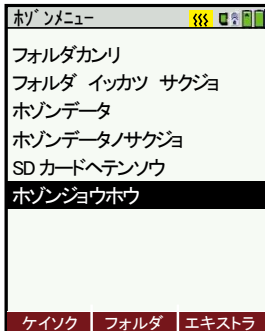 ホゾンメニュー
フォルダカンリ
フォルダ イッカツ サクジョ
ホゾンデータ
ホゾンデータノサクジョ
SDカードヘテンソウ
ホゾンジョウホウ
ケイソク フォルダ エキストラ